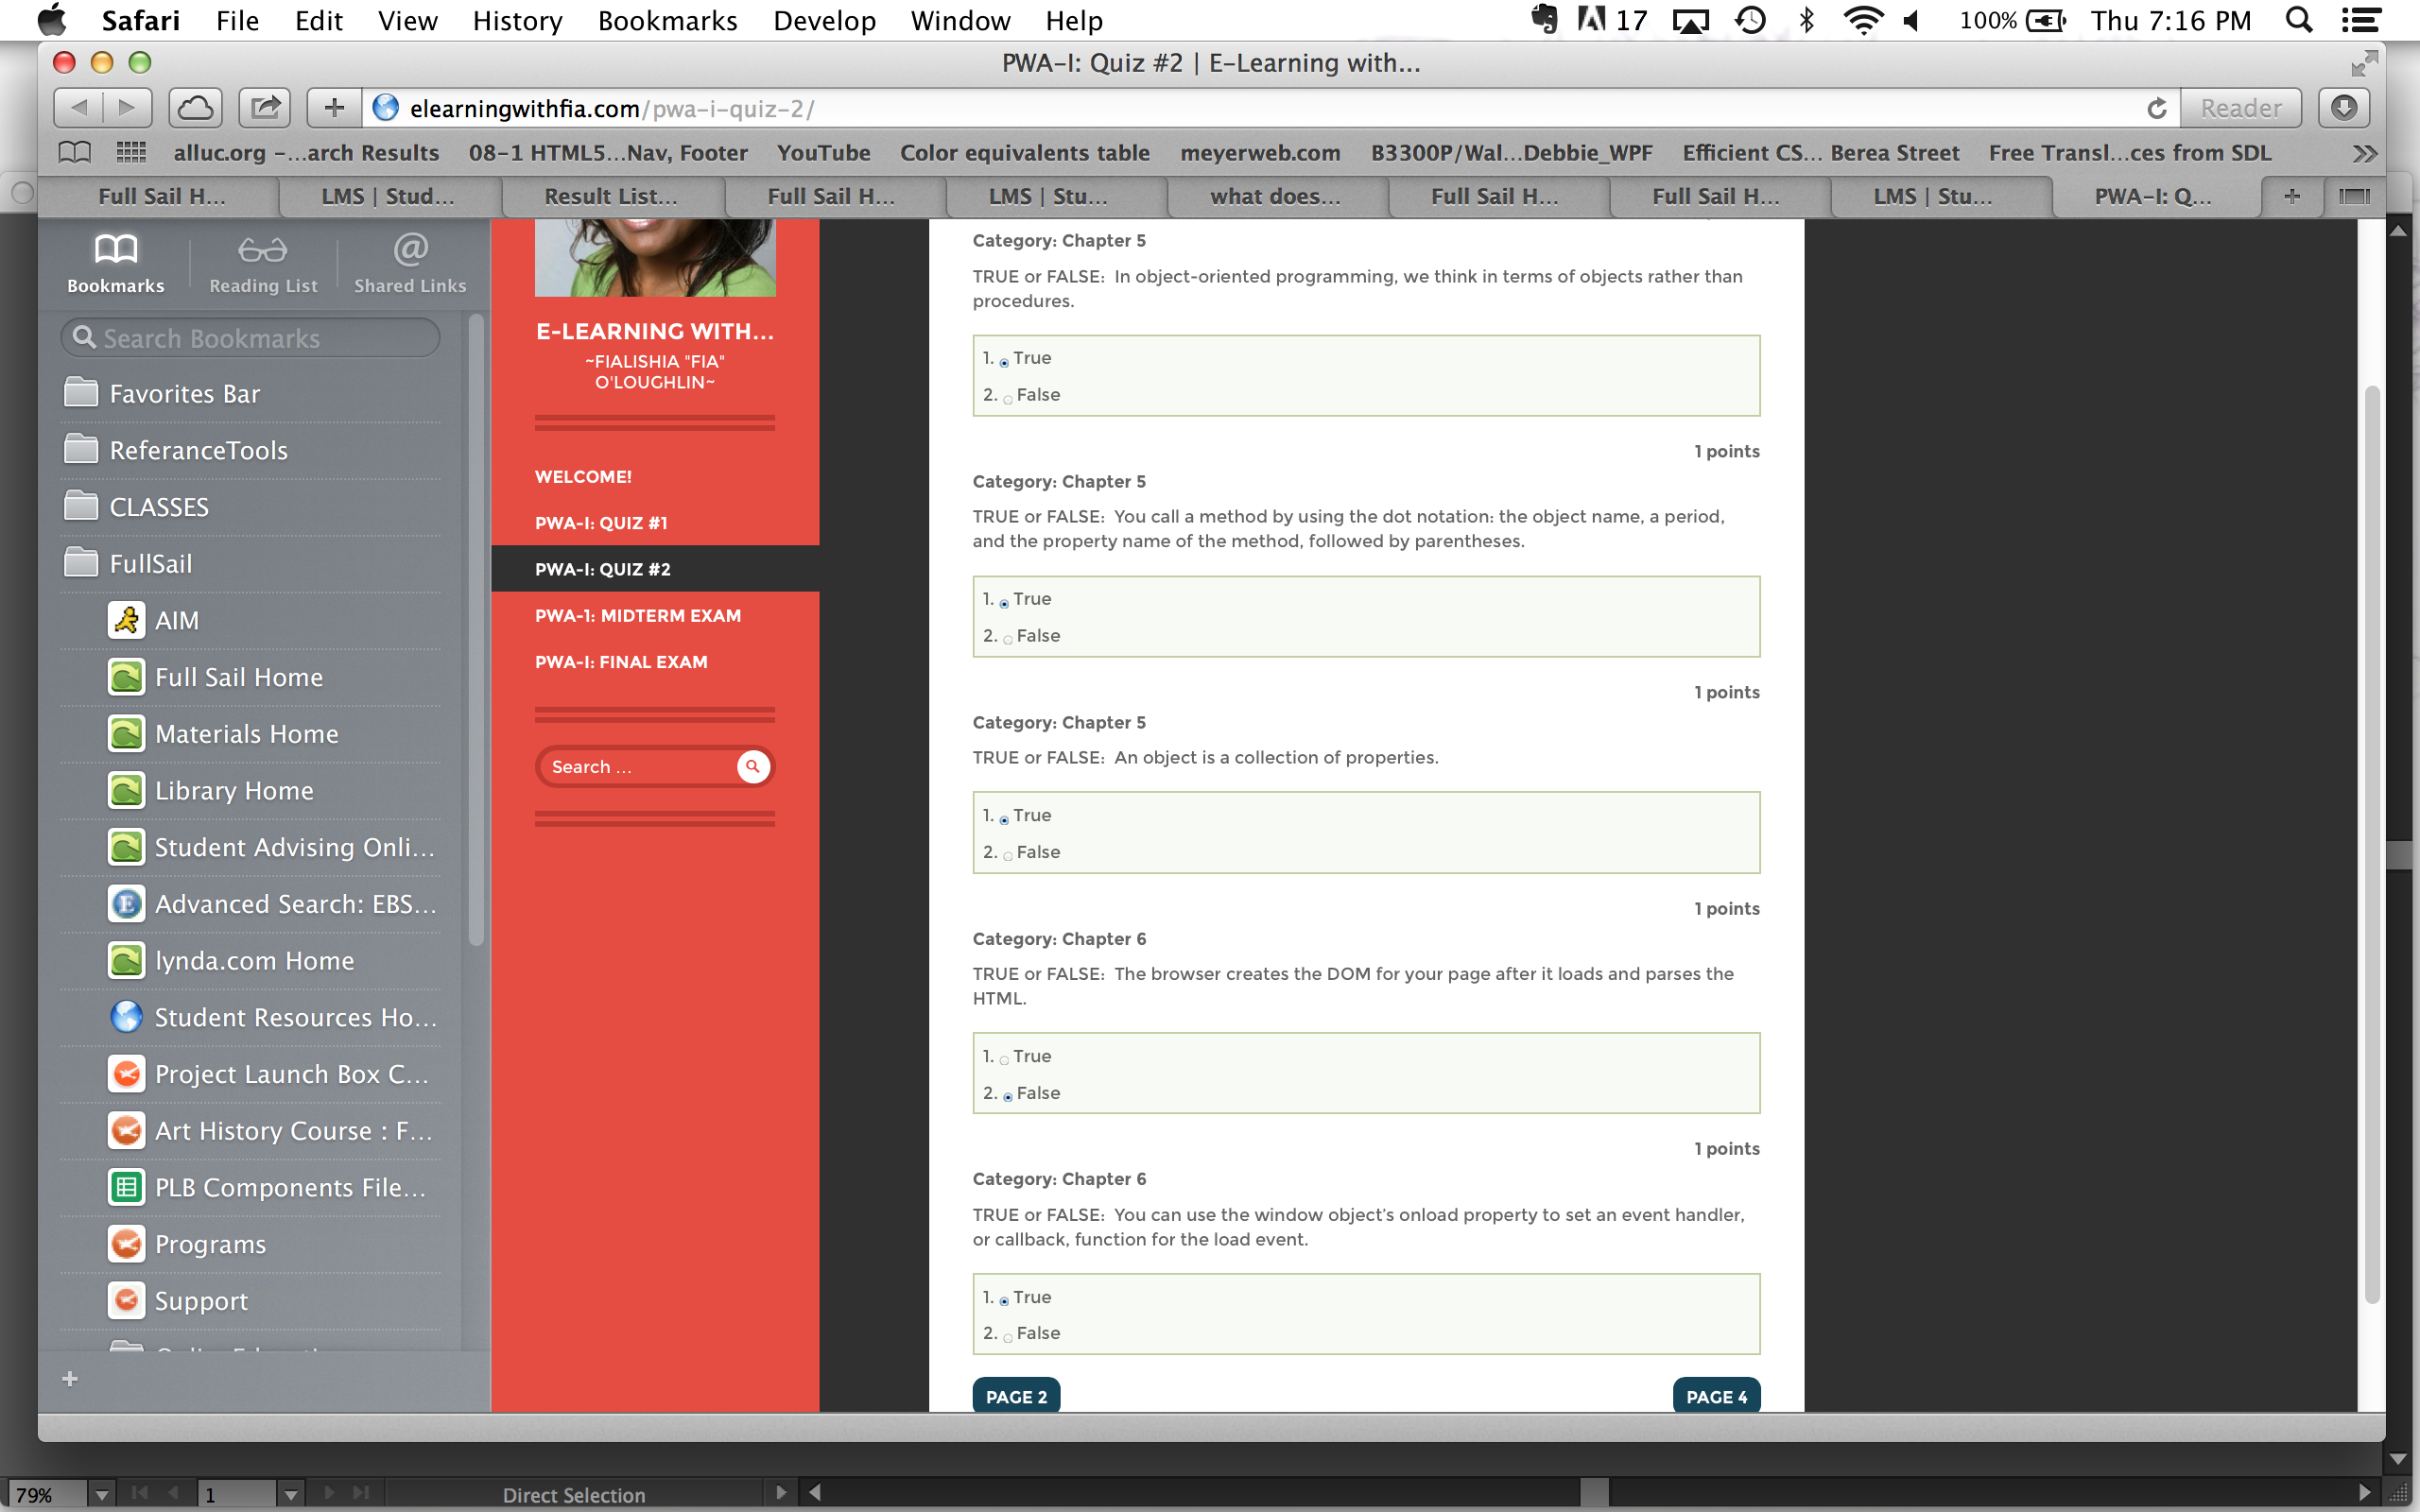 Safari File Edit View History Bookmarks Develop Window Help 17 100% Thu 7:16 PM
PWA-I: Quiz #2 | E-Learning with...
elearningwithfia.com/pwa-i-quiz-2/ Reader
alluc.org -...arch Results 08-1 HTML5...Nav, Footer YouTube Color equivalents table meyerweb.com B3300P/Wal...Debbie_WPF Efficient CS... Berea Street Free Transl...ces from SDL
Full Sail H... LMS | Stud... Result List... Full Sail H... LMS | Stu... what does... Full Sail H... Full Sail H... LMS | Stu... PWA-I: Q...
Bookmarks Reading List Shared Links
Search Bookmarks
Favorites Bar
ReferanceTools
CLASSES
FullSail
AIM
Full Sail Home
Materials Home
Library Home
Student Advising Onli...
Advanced Search: EBS...
lynda.com Home
Student Resources Ho...
Project Launch Box C...
Art History Course : F...
PLB Components File...
Programs
Support
E-LEARNING WITH...
~FIALISHIA "FIA"
O'LOUGHLIN~
WELCOME!
PWA-I: QUIZ #1
PWA-I: QUIZ #2
PWA-1: MIDTERM EXAM
PWA-I: FINAL EXAM
Search ...
Category: Chapter 5
TRUE or FALSE: In object-oriented programming, we think in terms of objects rather than
procedures.
1. True
2. False
1 points
Category: Chapter 5
TRUE or FALSE: You call a method by using the dot notation: the object name, a period,
and the property name of the method, followed by parentheses.
1. True
2. False
1 points
Category: Chapter 5
TRUE or FALSE: An object is a collection of properties.
1. True
2. False
1 points
Category: Chapter 6
TRUE or FALSE: The browser creates the DOM for your page after it loads and parses the
HTML.
1. True
2. False
1 points
Category: Chapter 6
TRUE or FALSE: You can use the window object’s onload property to set an event handler,
or callback, function for the load event.
1. True
2. False
PAGE 2 PAGE 4
79% 1 Direct Selection